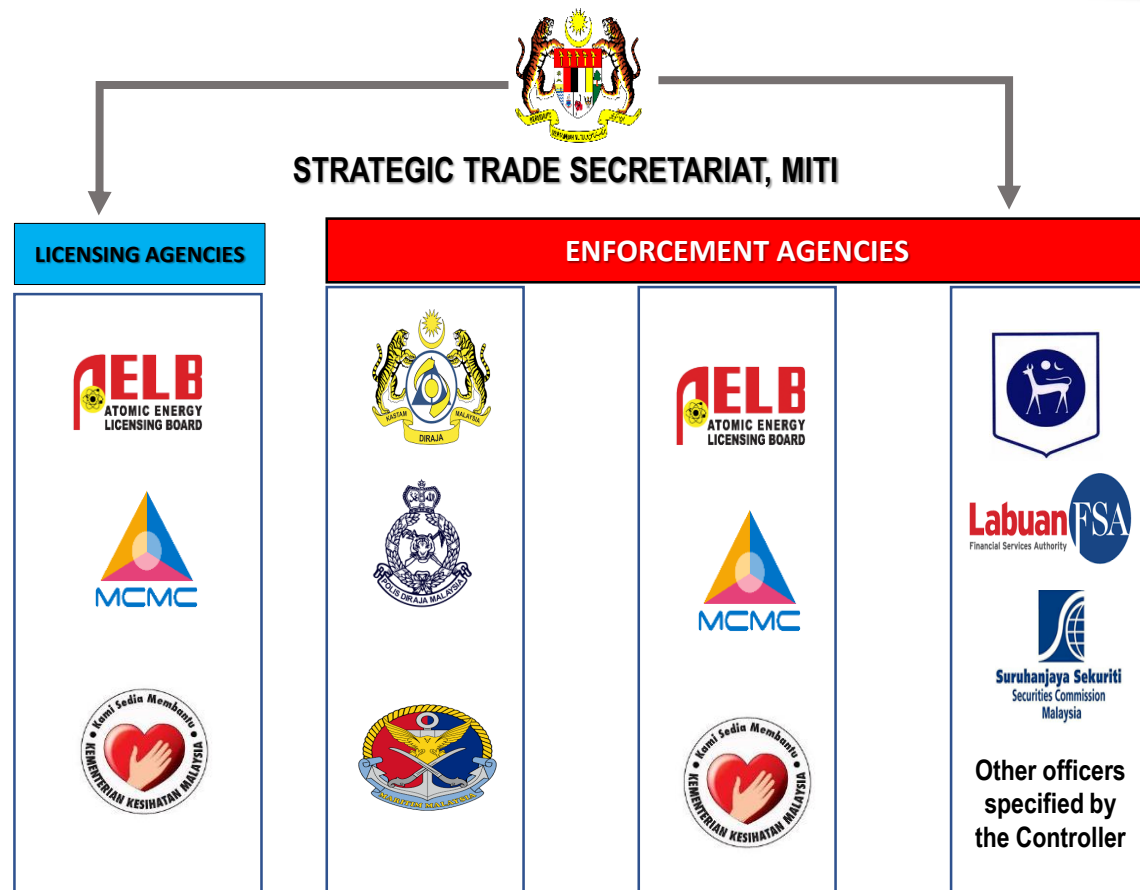 STRATEGIC TRADE SECRETARIAT, MITI
LICENSING AGENCIES
ENFORCEMENT AGENCIES
AELB
ATOMIC ENERGY
LICENSING BOARD
MCMC
Kami Sedia Membantu
KEMENTERIAN KESIHATAN MALAYSIA
KASTAM
DIRAJA
MALAYSIA
POLIS DIRAJA MALAYSIA
MARITIM MALAYSIA
AELB
ATOMIC ENERGY
LICENSING BOARD
MCMC
Kami Sedia Membantu
KEMENTERIAN KESIHATAN MALAYSIA
Labuan FSA
Financial Services Authority
Suruhanjaya Sekuriti
Securities Commission
Malaysia
Other officers
specified by
the Controller